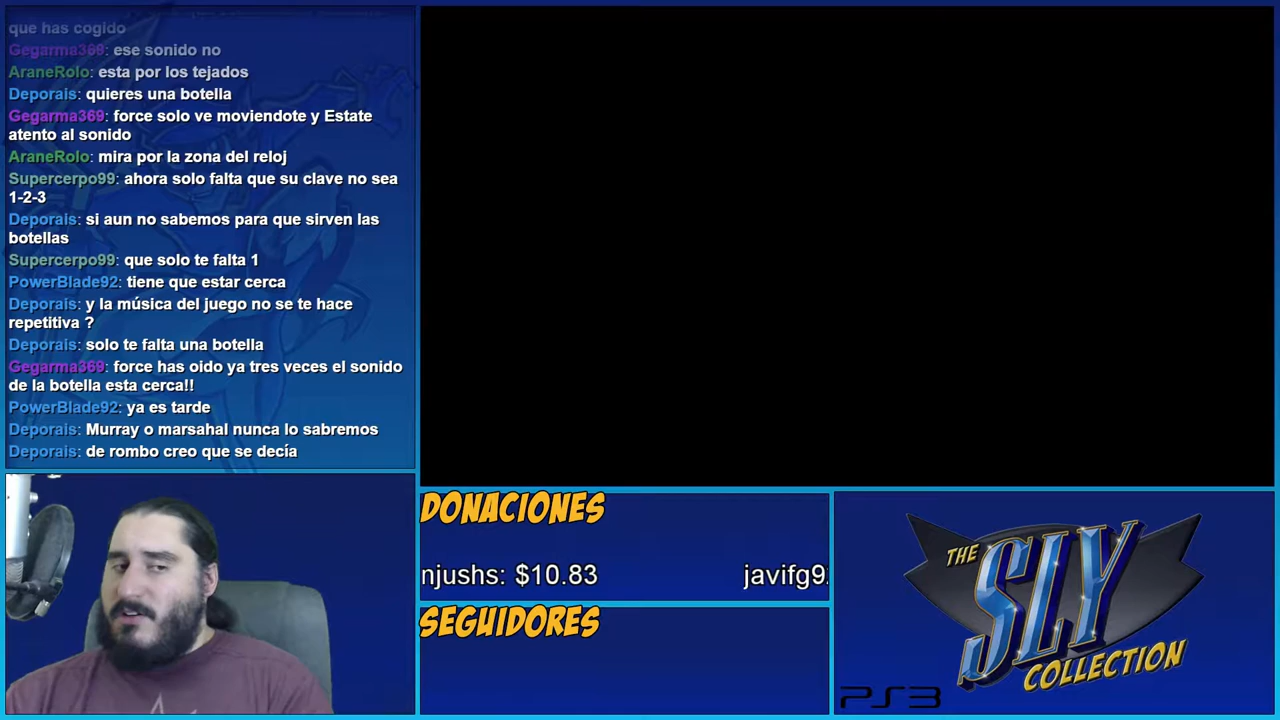 que has cogido
Gegarma369: ese sonido no
AraneRolo: esta por los tejados
Deporais: quieres una botella
Gegarma369: force solo ve moviendote y Estate
atento al sonido
AraneRolo: mira por la zona del reloj
Supercerpo99: ahora solo falta que su clave no sea
1-2-3
Deporais: si aun no sabemos para que sirven las
botellas
Supercerpo99: que solo te falta 1
PowerBlade92: tiene que estar cerca
Deporais: y la música del juego no se te hace
repetitiva ?
Deporais: solo te falta una botella
Gegarma369: force has oido ya tres veces el sonido
de la botella esta cerca!!
PowerBlade92: ya es tarde
Deporais: Murray o marsahal nunca lo sabremos
Deporais: de rombo creo que se decía
DONACIONES
njushs: $10.83 javifg9
SEGUIDORES
THE
SLY
COLLECTION
PS3